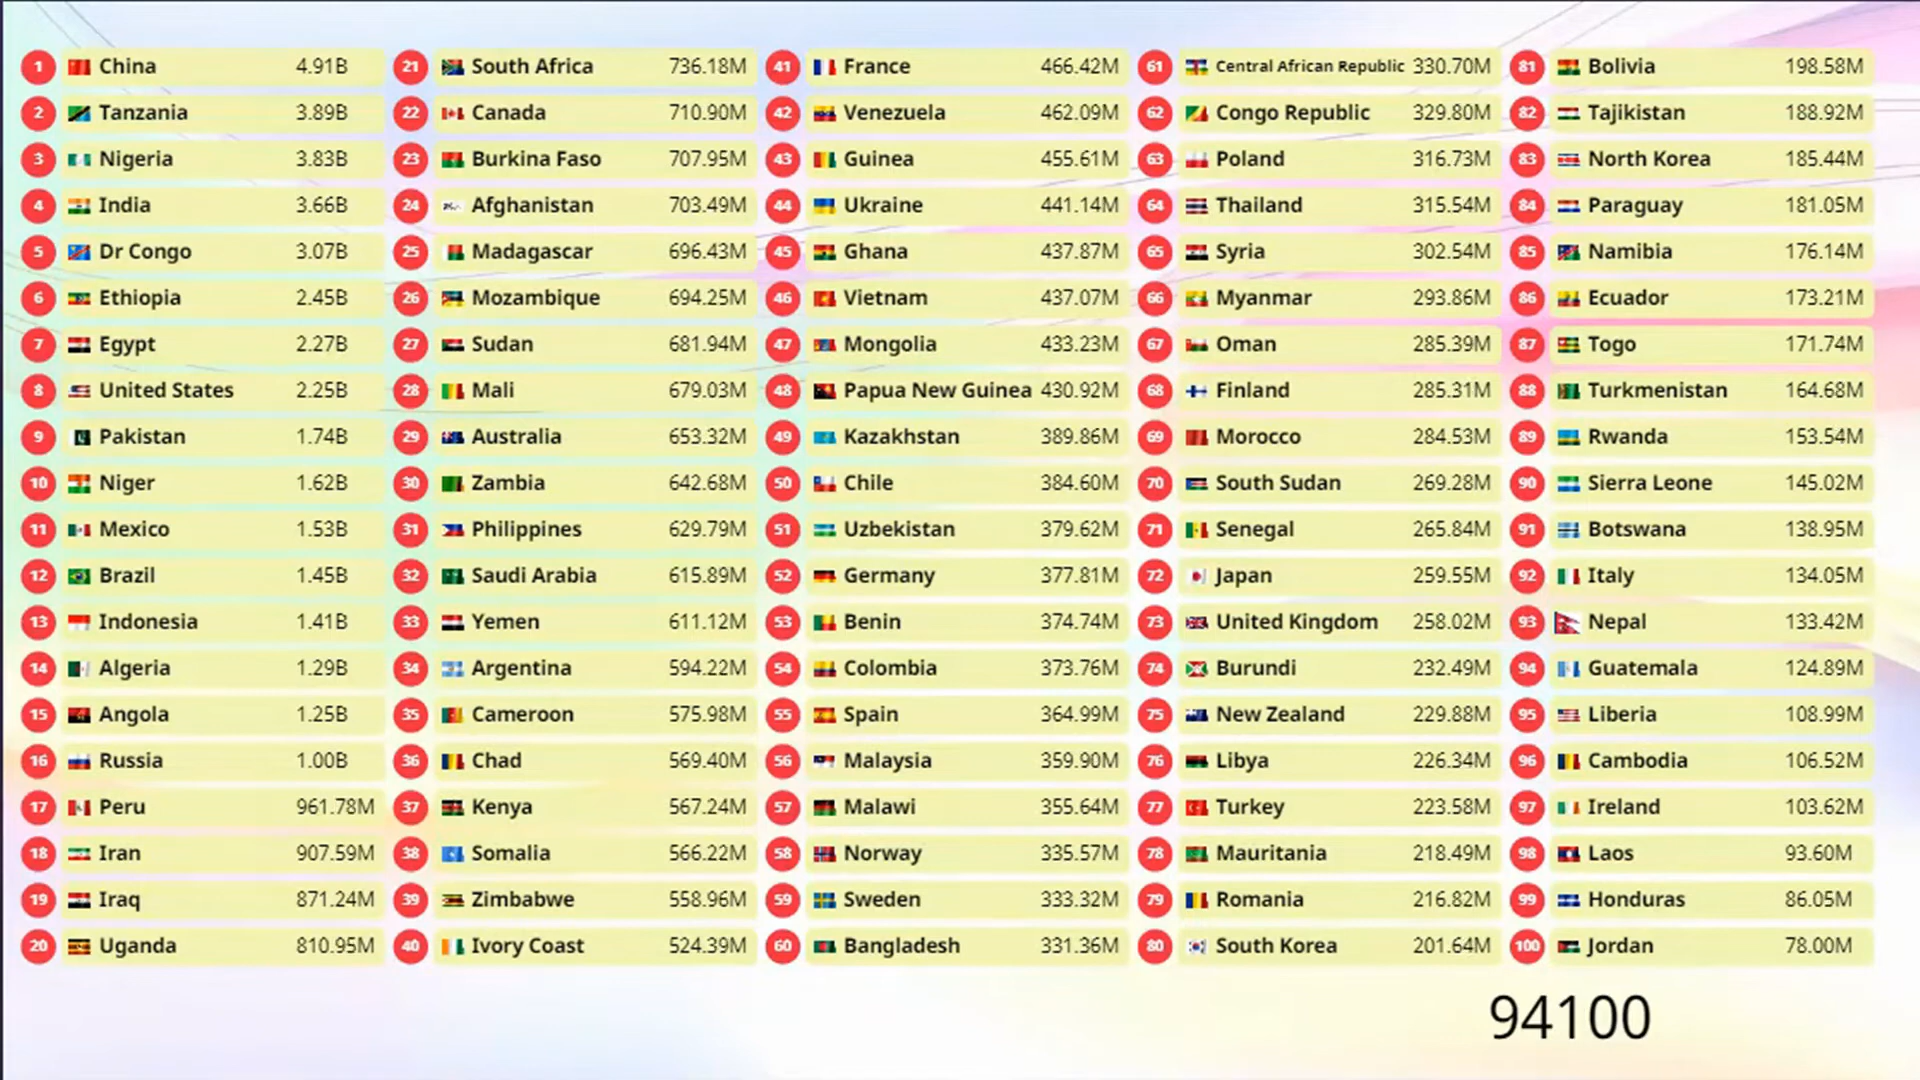 1 China 4.91B
2 Tanzania 3.89B
3 Nigeria 3.83B
4 India 3.66B
5 Dr Congo 3.07B
6 Ethiopia 2.45B
7 Egypt 2.27B
8 United States 2.25B
9 Pakistan 1.74B
10 Niger 1.62B
11 Mexico 1.53B
12 Brazil 1.45B
13 Indonesia 1.41B
14 Algeria 1.29B
15 Angola 1.25B
16 Russia 1.00B
17 Peru 961.78M
18 Iran 907.59M
19 Iraq 871.24M
20 Uganda 810.95M
21 South Africa 736.18M
22 Canada 710.90M
23 Burkina Faso 707.95M
24 Afghanistan 703.49M
25 Madagascar 696.43M
26 Mozambique 694.25M
27 Sudan 681.94M
28 Mali 679.03M
29 Australia 653.32M
30 Zambia 642.68M
31 Philippines 629.79M
32 Saudi Arabia 615.89M
33 Yemen 611.12M
34 Argentina 594.22M
35 Cameroon 575.98M
36 Chad 569.40M
37 Kenya 567.24M
38 Somalia 566.22M
39 Zimbabwe 558.96M
40 Ivory Coast 524.39M
41 France 466.42M
42 Venezuela 462.09M
43 Guinea 455.61M
44 Ukraine 441.14M
45 Ghana 437.87M
46 Vietnam 437.07M
47 Mongolia 433.23M
48 Papua New Guinea 430.92M
49 Kazakhstan 389.86M
50 Chile 384.60M
51 Uzbekistan 379.62M
52 Germany 377.81M
53 Benin 374.74M
54 Colombia 373.76M
55 Spain 364.99M
56 Malaysia 359.90M
57 Malawi 355.64M
58 Norway 335.57M
59 Sweden 333.32M
60 Bangladesh 331.36M
61 Central African Republic 330.70M
62 Congo Republic 329.80M
63 Poland 316.73M
64 Thailand 315.54M
65 Syria 302.54M
66 Myanmar 293.86M
67 Oman 285.39M
68 Finland 285.31M
69 Morocco 284.53M
70 South Sudan 269.28M
71 Senegal 265.84M
72 Japan 259.55M
73 United Kingdom 258.02M
74 Burundi 232.49M
75 New Zealand 229.88M
76 Libya 226.34M
77 Turkey 223.58M
78 Mauritania 218.49M
79 Romania 216.82M
80 South Korea 201.64M
81 Bolivia 198.58M
82 Tajikistan 188.92M
83 North Korea 185.44M
84 Paraguay 181.05M
85 Namibia 176.14M
86 Ecuador 173.21M
87 Togo 171.74M
88 Turkmenistan 164.68M
89 Rwanda 153.54M
90 Sierra Leone 145.02M
91 Botswana 138.95M
92 Italy 134.05M
93 Nepal 133.42M
94 Guatemala 124.89M
95 Liberia 108.99M
96 Cambodia 106.52M
97 Ireland 103.62M
98 Laos 93.60M
99 Honduras 86.05M
100 Jordan 78.00M
94100